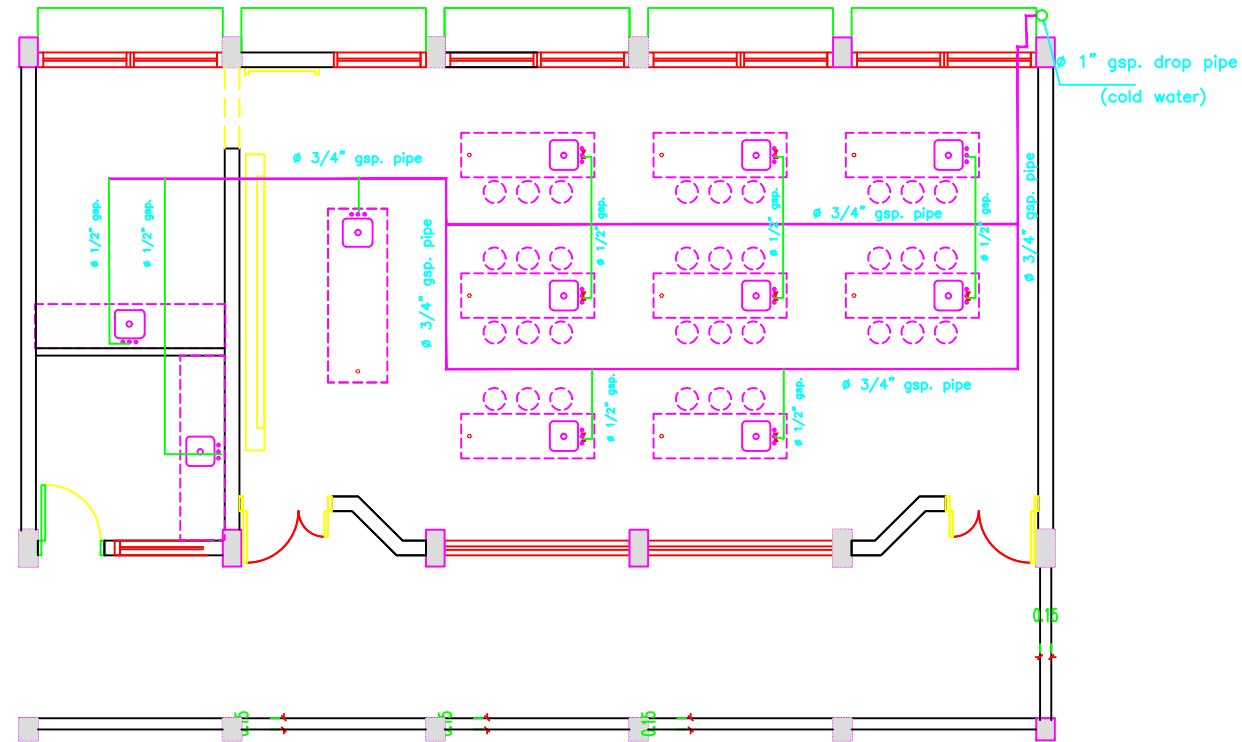 ø 1" gsp. drop pipe
(cold water)
ø 3/4" gsp. pipe
ø 3/4" gsp. pipe
ø 3/4" gsp. pipe
ø 3/4" gsp. pipe
ø 3/4" gsp. pipe
ø 1/2" gsp.
ø 1/2" gsp.
ø 1/2" gsp.
ø 1/2" gsp.
ø 1/2" gsp.
ø 1/2" gsp.
ø 1/2" gsp.
0.15
0.15
0.15
0.15